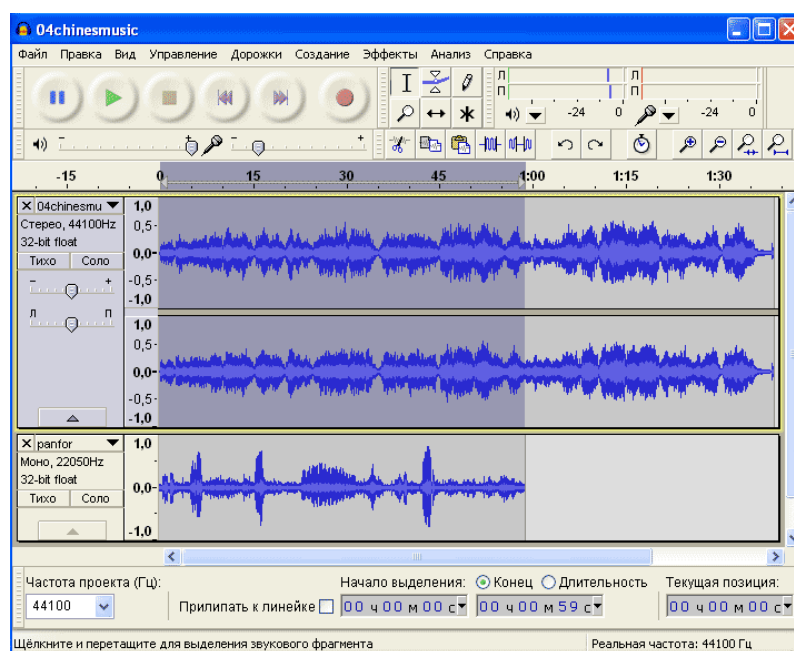 04chinesmusic
Файл Правка Вид Управление Дорожки Создание Эффекты Анализ Справка
Л
П
-24 0
Л
П
-24 0
- +
- +
-15 0 15 30 45 1:00 1:15 1:30
04chinesmu
Стерео, 44100Hz
32-bit float
Тихо Соло
- +
Л П
1,0
0,5
0,0
-0,5
-1,0
1,0
0,5
0,0
-0,5
-1,0
panfor
Моно, 22050Hz
32-bit float
Тихо Соло
1,0
0,0
-1,0
Частота проекта (Гц):
44100
Прилипать к линейке
Начало выделения:
00 ч 00 м 00 с
Конец Длительность
00 ч 00 м 59 с
Текущая позиция:
00 ч 00 м 00 с
Щёлкните и перетащите для выделения звукового фрагмента
Реальная частота: 44100 Гц